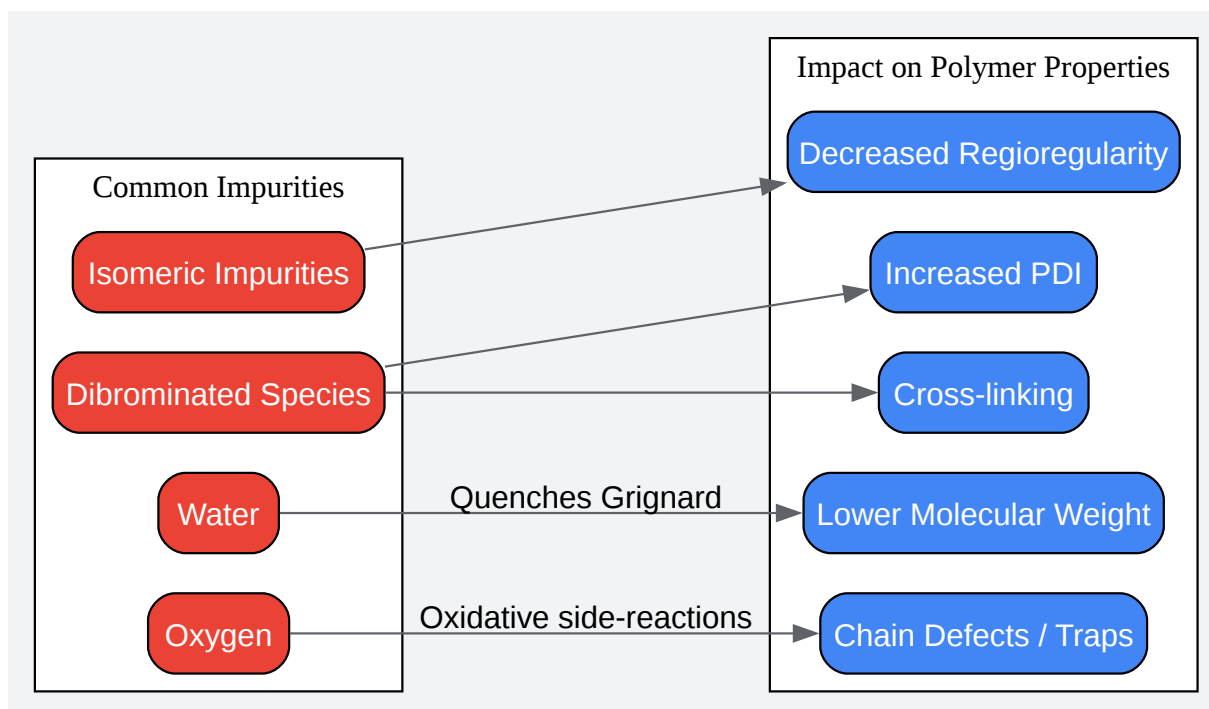 Common Impurities
Isomeric Impurities
Dibrominated Species
Water
Oxygen
Quenches Grignard
Oxidative side-reactions
Impact on Polymer Properties
Decreased Regioregularity
Increased PDI
Cross-linking
Lower Molecular Weight
Chain Defects / Traps